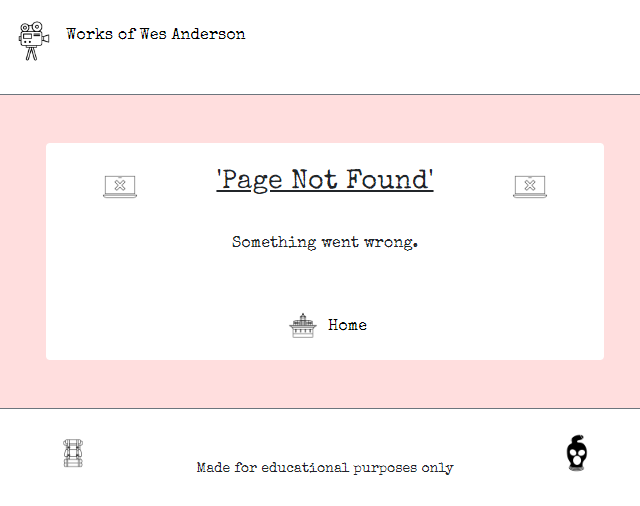 Works of Wes Anderson
'Page Not Found'
Something went wrong.
Home
Made for educational purposes only